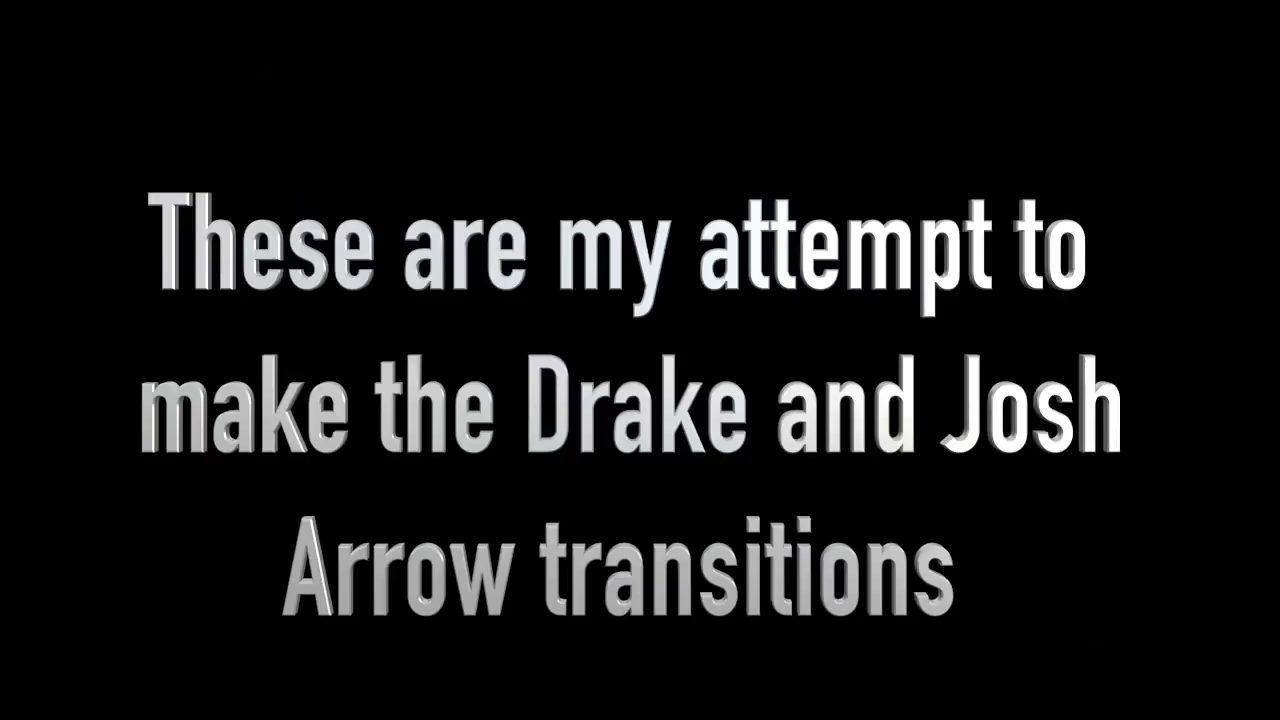 These are my attempt to
make the Drake and Josh
Arrow transitions